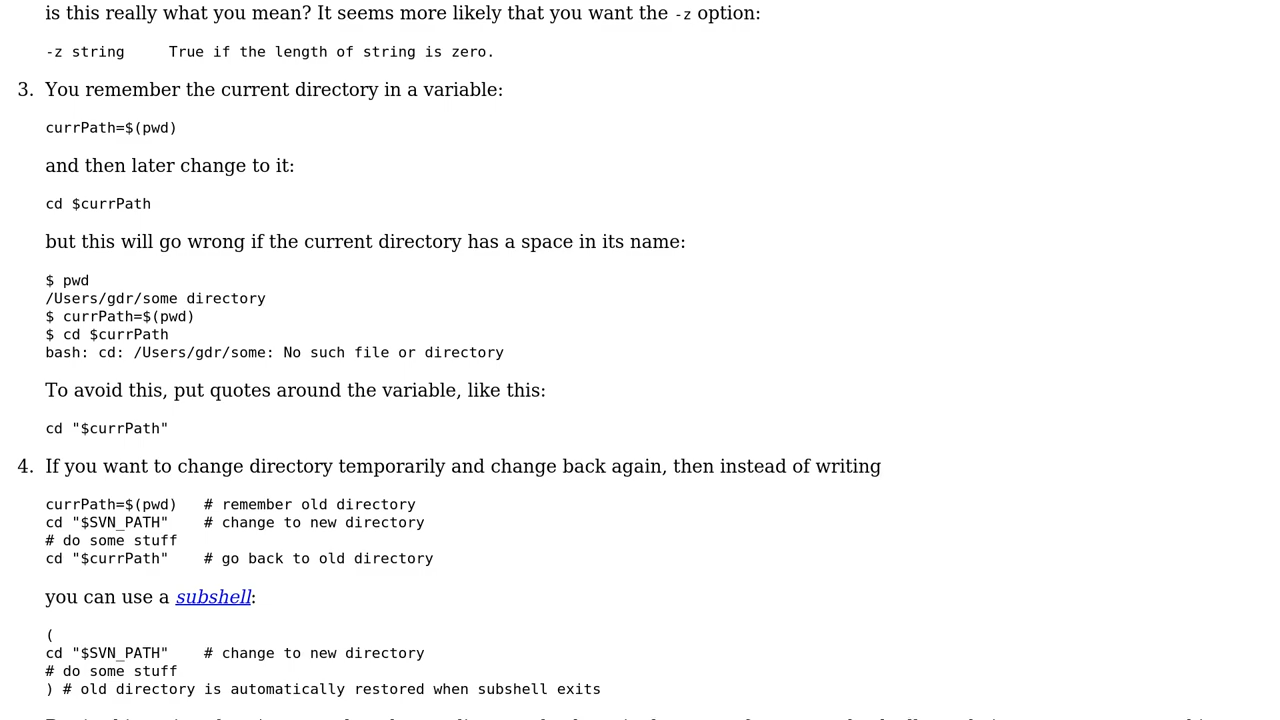 is this really what you mean? It seems more likely that you want the -z option:
-z string     True if the length of string is zero.
3. You remember the current directory in a variable:
currPath=$(pwd)
and then later change to it:
cd $currPath
but this will go wrong if the current directory has a space in its name:
$ pwd
/Users/gdr/some directory
$ currPath=$(pwd)
$ cd $currPath
bash: cd: /Users/gdr/some: No such file or directory
To avoid this, put quotes around the variable, like this:
cd "$currPath"
4. If you want to change directory temporarily and change back again, then instead of writing
currPath=$(pwd)   # remember old directory
cd "$SVN_PATH"    # change to new directory
# do some stuff
cd "$currPath"    # go back to old directory
you can use a subshell:
(
cd "$SVN_PATH"    # change to new directory
# do some stuff
) # old directory is automatically restored when subshell exits